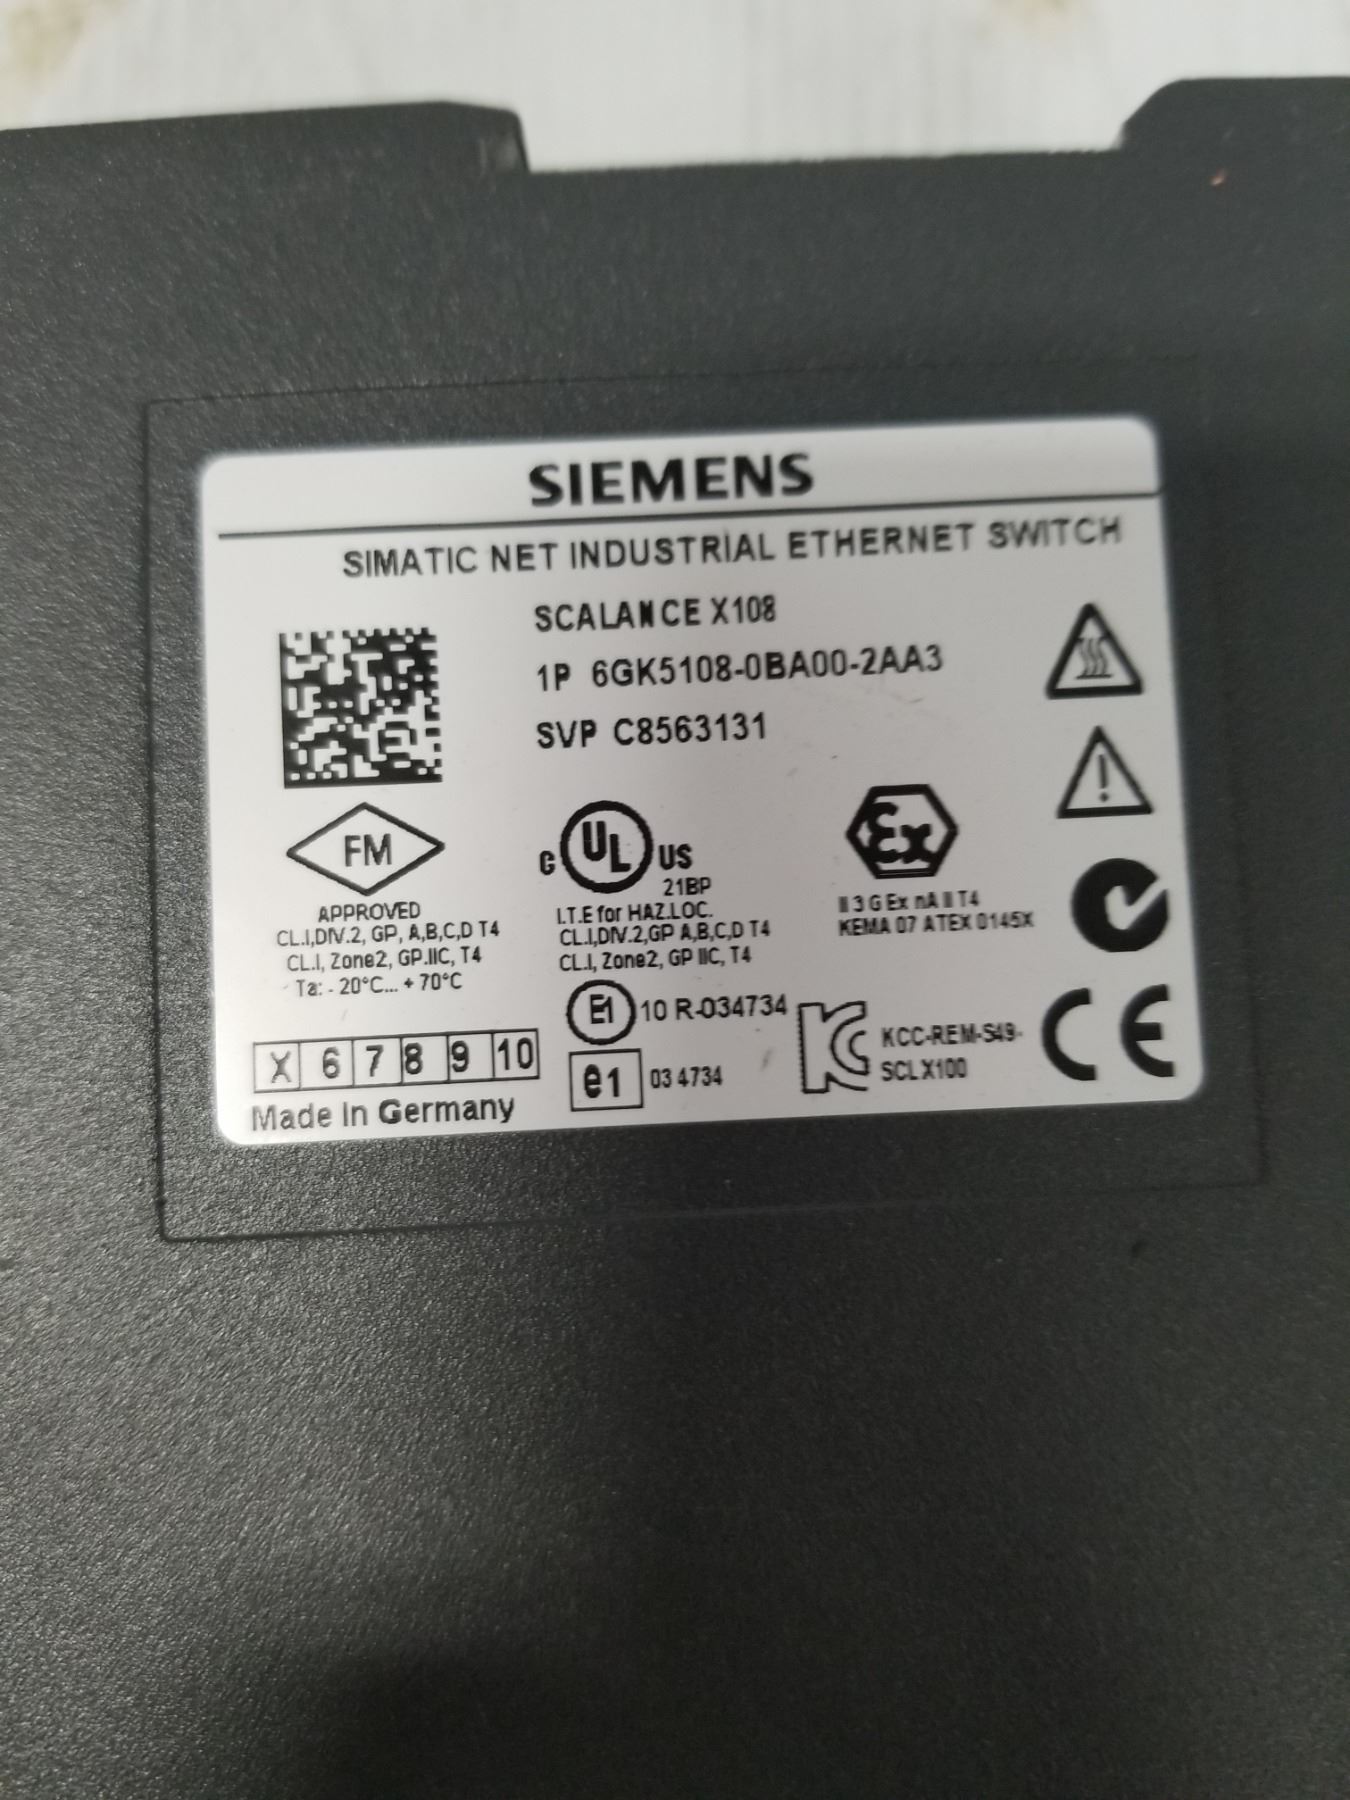 SIEMENS
SIMATIC NET INDUSTRIAL ETHERNET SWITCH
SCALANCE X108
1P 6GK5108-0BA00-2AA3
SVP C8563131
FM
APPROVED
CL.I,DIV.2, GP, A,B,C,D T4
CL.I, Zone2, GP.IIC, T4
Ta: - 20°C... + 70°C
C UL US
21BP
I.T.E for HAZ.LOC.
CL.I,DIV.2,GP A,B,C,D T4
CL.I, Zone2, GP IIC, T4
Ex
II 3 G Ex nA II T4
KEMA 07 ATEX 0145X
E1 10 R-034734
e1 03 4734
KCC-REM-S49-
SCLX100
CE
X 6 7 8 9 10
Made in Germany